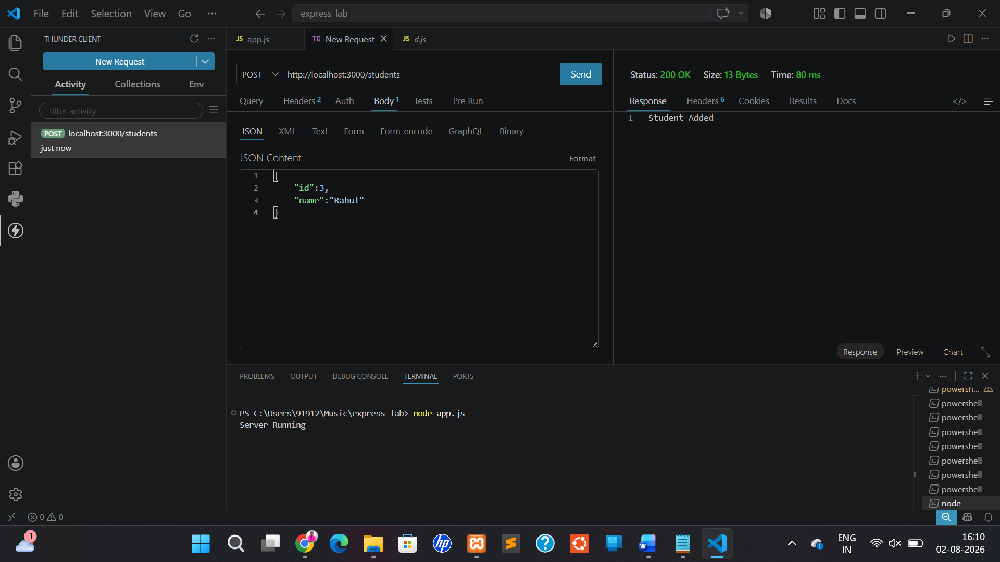 File Edit Selection View Go ···
express-lab
THUNDER CLIENT
New Request
Activity Collections Env
filter activity
POST localhost:3000/students
just now
JS app.js
TC New Request
JS d.js
POST http://localhost:3000/students Send
Query Headers 2 Auth Body 1 Tests Pre Run
JSON XML Text Form Form-encode GraphQL Binary
JSON Content Format
1 {
2 "id":3,
3 "name":"Rahul"
4 }
Status: 200 OK Size: 13 Bytes Time: 80 ms
Response Headers 6 Cookies Results Docs </>
1 Student Added
Response Preview Chart
PROBLEMS OUTPUT DEBUG CONSOLE TERMINAL PORTS
PS C:\Users\91912\Music\express-lab> node app.js
Server Running
powersh...
powershell
powershell
powershell
powershell
powershell
powershell
powershell
node
0 0
1
hp
W
ENG
IN
16:10
02-08-2026